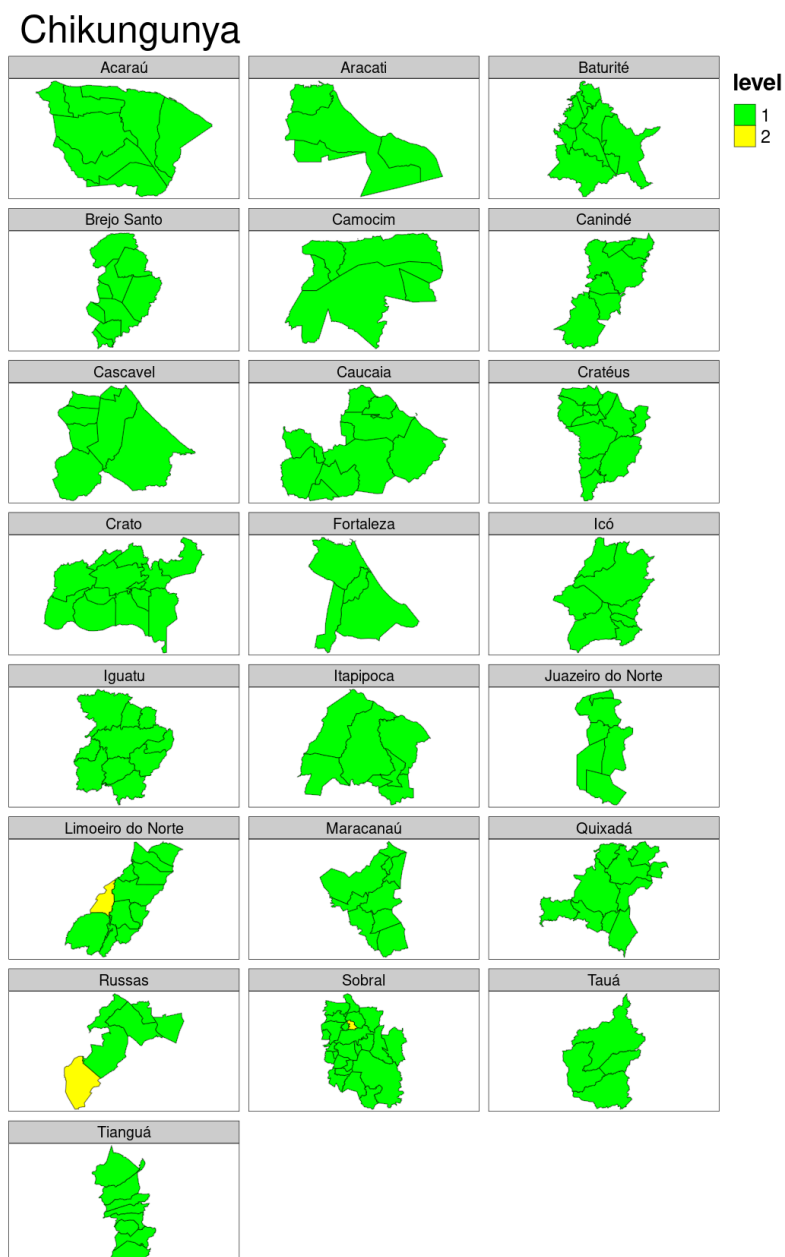 Chikungunya
Acaraú
Aracati
Baturité
level
1
2
Brejo Santo
Camocim
Canindé
Cascavel
Caucaia
Cratéus
Crato
Fortaleza
Icó
Iguatu
Itapipoca
Juazeiro do Norte
Limoeiro do Norte
Maracanaú
Quixadá
Russas
Sobral
Tauá
Tianguá